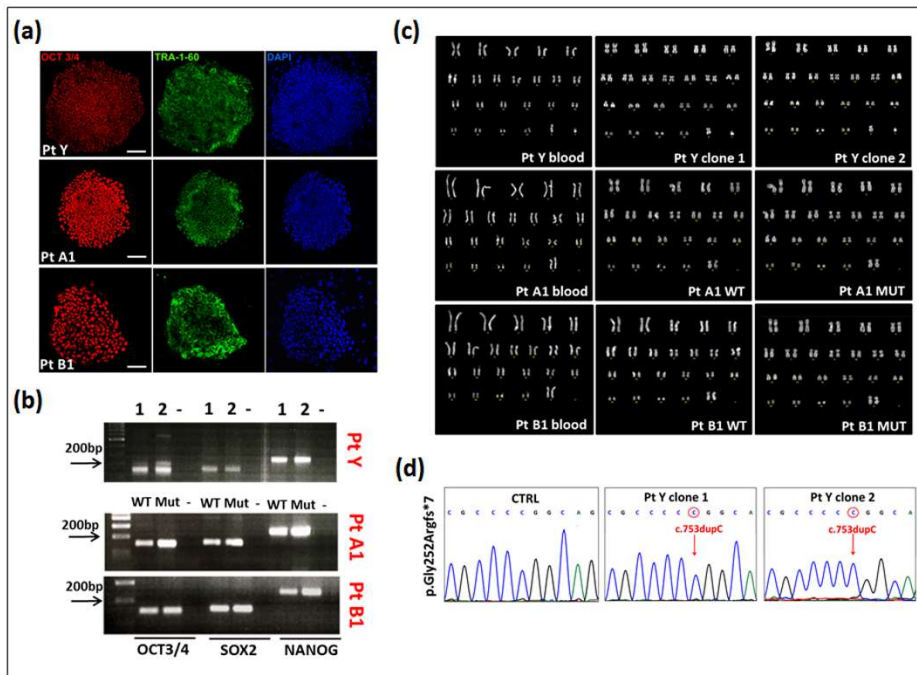 (a)
OCT 3/4 TRA-1-60 DAPI
Pt Y
Pt A1
Pt B1
(b)
1 2 - 1 2 - 1 2 -
200bp
Pt Y
WT Mut - WT Mut - WT Mut -
200bp
Pt A1
200bp
Pt B1
OCT3/4 SOX2 NANOG
(c)
Pt Y blood Pt Y clone 1 Pt Y clone 2
Pt A1 blood Pt A1 WT Pt A1 MUT
Pt B1 blood Pt B1 WT Pt B1 MUT
(d)
p.Gly252Argfs*7
CTRL Pt Y clone 1 Pt Y clone 2
C G C C C C G G C A G C G C C C C C G G C A C G C C C C C G G C A
c.753dupC c.753dupC